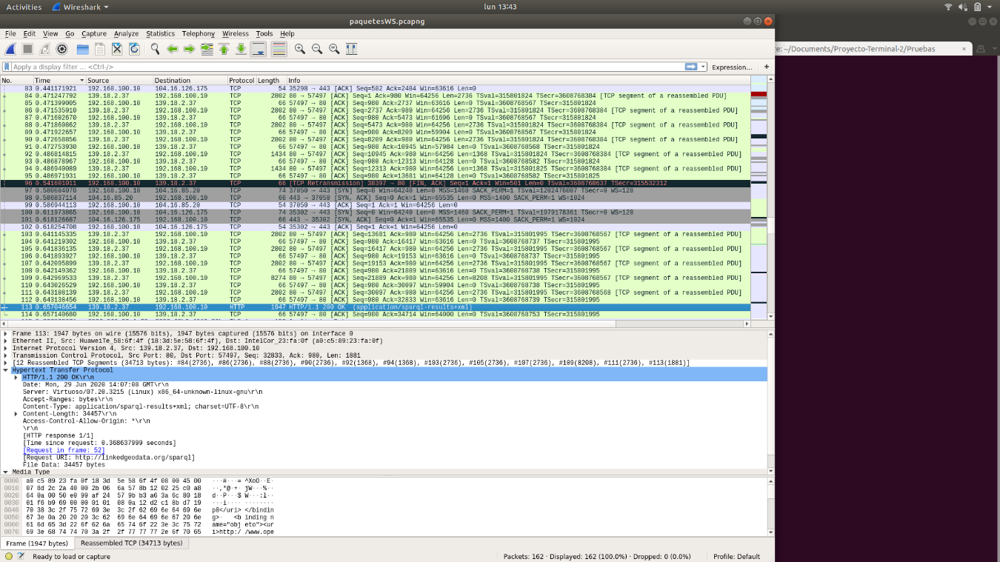 Activities Wireshark lun 13:43
paquetesWS.pcapng
File Edit View Go Capture Analyze Statistics Telephony Wireless Tools Help
re: ~/Documents/Proyecto-Terminal-2/Pruebas
Apply a display filter ... <Ctrl-/> Expression... +
No. Time Source Destination Protocol Length Info
83 0.441171921 192.168.100.10 104.16.126.175 TCP 54 35298 → 443 [ACK] Seq=582 Ack=2484 Win=63616 Len=0
84 0.471247792 139.18.2.37 192.168.100.10 TCP 2802 80 → 57497 [ACK] Seq=1 Ack=980 Win=64256 Len=2736 TSval=315801824 TSecr=3608768384 [TCP segment of a reassembled PDU]
85 0.471399005 192.168.100.10 139.18.2.37 TCP 66 57497 → 80 [ACK] Seq=980 Ack=2737 Win=63616 Len=0 TSval=3608768567 TSecr=315801824
86 0.471535910 139.18.2.37 192.168.100.10 TCP 2802 80 → 57497 [ACK] Seq=2737 Ack=980 Win=64256 Len=2736 TSval=315801824 TSecr=3608768384 [TCP segment of a reassembled PDU]
87 0.471602670 192.168.100.10 139.18.2.37 TCP 66 57497 → 80 [ACK] Seq=980 Ack=5473 Win=61696 Len=0 TSval=3608768567 TSecr=315801824
88 0.471860862 139.18.2.37 192.168.100.10 TCP 2802 80 → 57497 [ACK] Seq=5473 Ack=980 Win=64256 Len=2736 TSval=315801824 TSecr=3608768384 [TCP segment of a reassembled PDU]
89 0.471922657 192.168.100.10 139.18.2.37 TCP 66 57497 → 80 [ACK] Seq=980 Ack=8209 Win=59904 Len=0 TSval=3608768567 TSecr=315801824
90 0.472658856 139.18.2.37 192.168.100.10 TCP 2802 80 → 57497 [ACK] Seq=8209 Ack=980 Win=64256 Len=2736 TSval=315801824 TSecr=3608768384 [TCP segment of a reassembled PDU]
91 0.472753930 192.168.100.10 139.18.2.37 TCP 66 57497 → 80 [ACK] Seq=980 Ack=10945 Win=57984 Len=0 TSval=3608768568 TSecr=315801824
92 0.486814815 139.18.2.37 192.168.100.10 TCP 1434 80 → 57497 [ACK] Seq=10945 Ack=980 Win=64256 Len=1368 TSval=315801824 TSecr=3608768384 [TCP segment of a reassembled PDU]
93 0.486878967 192.168.100.10 139.18.2.37 TCP 66 57497 → 80 [ACK] Seq=980 Ack=12313 Win=64128 Len=0 TSval=3608768582 TSecr=315801824
94 0.486940089 139.18.2.37 192.168.100.10 TCP 1434 80 → 57497 [ACK] Seq=12313 Ack=980 Win=64256 Len=1368 TSval=315801825 TSecr=3608768384 [TCP segment of a reassembled PDU]
95 0.486971931 192.168.100.10 139.18.2.37 TCP 66 57497 → 80 [ACK] Seq=980 Ack=13681 Win=64128 Len=0 TSval=3608768582 TSecr=315801825
96 0.541601011 192.168.100.10 139.18.2.37 TCP 66 [TCP Retransmission] 38397 → 80 [FIN, ACK] Seq=1 Ack=1 Win=501 Len=0 TSval=3608768637 TSecr=315532312
97 0.580604070 192.168.100.10 104.16.85.20 TCP 74 37050 → 443 [SYN] Seq=0 Win=64240 Len=0 MSS=1460 SACK_PERM=1 TSval=1202476007 TSecr=0 WS=128
98 0.586837114 104.16.85.20 192.168.100.10 TCP 66 443 → 37050 [SYN, ACK] Seq=0 Ack=1 Win=65535 Len=0 MSS=1400 SACK_PERM=1 WS=1024
99 0.586944113 192.168.100.10 104.16.85.20 TCP 54 37050 → 443 [ACK] Seq=1 Ack=1 Win=64256 Len=0
100 0.611973865 192.168.100.10 104.16.126.175 TCP 74 35302 → 443 [SYN] Seq=0 Win=64240 Len=0 MSS=1460 SACK_PERM=1 TSval=1979178361 TSecr=0 WS=128
101 0.618126687 104.16.126.175 192.168.100.10 TCP 66 443 → 35302 [SYN, ACK] Seq=0 Ack=1 Win=65535 Len=0 MSS=1400 SACK_PERM=1 WS=1024
102 0.618254708 192.168.100.10 104.16.126.175 TCP 54 35302 → 443 [ACK] Seq=1 Ack=1 Win=64256 Len=0
103 0.641145335 139.18.2.37 192.168.100.10 TCP 2802 80 → 57497 [ACK] Seq=13681 Ack=980 Win=64256 Len=2736 TSval=315801995 TSecr=3608768567 [TCP segment of a reassembled PDU]
104 0.641219302 192.168.100.10 139.18.2.37 TCP 66 57497 → 80 [ACK] Seq=980 Ack=16417 Win=63616 Len=0 TSval=3608768737 TSecr=315801995
105 0.641836135 139.18.2.37 192.168.100.10 TCP 2802 80 → 57497 [ACK] Seq=16417 Ack=980 Win=64256 Len=2736 TSval=315801995 TSecr=3608768567 [TCP segment of a reassembled PDU]
106 0.641893927 192.168.100.10 139.18.2.37 TCP 66 57497 → 80 [ACK] Seq=980 Ack=19153 Win=63616 Len=0 TSval=3608768737 TSecr=315801995
107 0.642095899 139.18.2.37 192.168.100.10 TCP 2802 80 → 57497 [ACK] Seq=19153 Ack=980 Win=64256 Len=2736 TSval=315801995 TSecr=3608768567 [TCP segment of a reassembled PDU]
108 0.642149362 192.168.100.10 139.18.2.37 TCP 66 57497 → 80 [ACK] Seq=980 Ack=21889 Win=63616 Len=0 TSval=3608768738 TSecr=315801995
109 0.642969533 139.18.2.37 192.168.100.10 TCP 8274 80 → 57497 [ACK] Seq=21889 Ack=980 Win=64256 Len=8208 TSval=315801995 TSecr=3608768567 [TCP segment of a reassembled PDU]
110 0.643026529 192.168.100.10 139.18.2.37 TCP 66 57497 → 80 [ACK] Seq=980 Ack=30097 Win=59904 Len=0 TSval=3608768738 TSecr=315801995
111 0.643108139 139.18.2.37 192.168.100.10 TCP 2802 80 → 57497 [ACK] Seq=30097 Ack=980 Win=64256 Len=2736 TSval=315801995 TSecr=3608768568 [TCP segment of a reassembled PDU]
112 0.643138456 192.168.100.10 139.18.2.37 TCP 66 57497 → 80 [ACK] Seq=980 Ack=32833 Win=63616 Len=0 TSval=3608768739 TSecr=315801995
113 0.657046654 139.18.2.37 192.168.100.10 HTTP 1947 HTTP/1.1 200 OK (application/sparql-results+xml)
114 0.657140680 192.168.100.10 139.18.2.37 TCP 66 57497 → 80 [ACK] Seq=980 Ack=34714 Win=64000 Len=0 TSval=3608768753 TSecr=315801995
Frame 113: 1947 bytes on wire (15576 bits), 1947 bytes captured (15576 bits) on interface 0
Ethernet II, Src: HuaweiTe_58:6f:4f (18:3d:5e:58:6f:4f), Dst: IntelCor_23:fa:0f (a0:c5:89:23:fa:0f)
Internet Protocol Version 4, Src: 139.18.2.37, Dst: 192.168.100.10
Transmission Control Protocol, Src Port: 80, Dst Port: 57497, Seq: 32833, Ack: 980, Len: 1881
[12 Reassembled TCP Segments (34713 bytes): #84(2736), #86(2736), #88(2736), #90(2736), #92(1368), #94(1368), #103(2736), #105(2736), #107(2736), #109(8208), #111(2736), #113(1881)]
Hypertext Transfer Protocol
HTTP/1.1 200 OK\r\n
Date: Mon, 29 Jun 2020 14:07:08 GMT\r\n
Server: Virtuoso/07.20.3215 (Linux) x86_64-unknown-linux-gnu\r\n
Accept-Ranges: bytes\r\n
Content-Type: application/sparql-results+xml; charset=UTF-8\r\n
Content-Length: 34457\r\n
Access-Control-Allow-Origin: *\r\n
\r\n
[HTTP response 1/1]
[Time since request: 0.368637999 seconds]
[Request in frame: 52]
[Request URI: http://linkedgeodata.org/sparql]
File Data: 34457 bytes
Media Type
0000 a0 c5 89 23 fa 0f 18 3d 5e 58 6f 4f 08 00 45 00 ···#···= ^XoO··E·
0010 07 8d 2c 2a 40 00 2b 06 6a 57 8b 12 02 25 c0 a8 ··,*@·+· jW···%··
0020 64 0a 00 50 e0 99 af 24 57 9b b3 a6 3a 6c 80 18 d··P···$ W···:l··
0030 01 f6 b9 69 00 00 01 01 08 0a 12 d2 c1 8b d7 19 ···i···· ········
0040 70 38 3c 2f 75 72 69 3e 3c 2f 62 69 6e 64 69 6e p8</uri> </bindin
0050 67 3e 0a 20 20 20 3c 62 69 6e 64 69 6e 67 20 6e g>·   <b inding n
0060 61 6d 65 3d 22 6f 62 6a 65 74 6f 22 3e 3c 75 72 ame="obj eto"><ur
0070 69 3e 68 74 74 70 3a 2f 2f 77 77 77 2e 6f 70 65 i>http:/ /www.ope
Frame (1947 bytes) Reassembled TCP (34713 bytes)
Ready to load or capture Packets: 162 · Displayed: 162 (100.0%) · Dropped: 0 (0.0%) Profile: Default